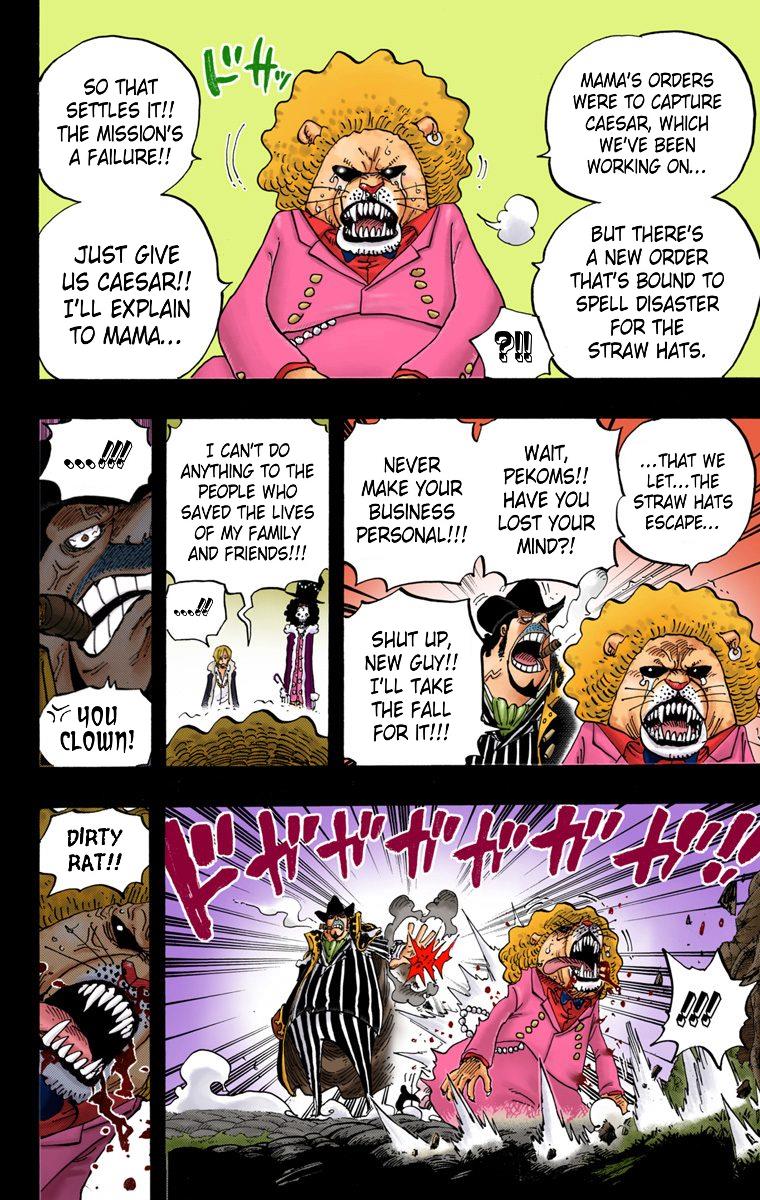 MAMA'S ORDERS
WERE TO CAPTURE
CAESAR, WHICH
WE'VE BEEN
WORKING ON...
BUT THERE'S
A NEW ORDER
THAT'S BOUND TO
SPELL DISASTER
FOR THE
STRAW HATS.
?!!
ドサッ
SO THAT
SETTLES IT!!
THE MISSION'S
A FAILURE!!
JUST GIVE
US CAESAR!!
I'LL EXPLAIN
TO MAMA...
...THAT WE
LET...THE
STRAW HATS
ESCAPE...
WAIT,
PEKOMS!!
HAVE YOU
LOST YOUR
MIND?!
NEVER
MAKE YOUR
BUSINESS
PERSONAL!!!
SHUT UP,
NEW GUY!!
I'LL TAKE
THE FALL
FOR IT!!!
I CAN'T DO
ANYTHING TO THE
PEOPLE WHO
SAVED THE LIVES
OF MY FAMILY
AND FRIENDS!!!
...!!
...!!!
YOU
CLOWN!
ドガガガガガガ!!!
!!!
DIRTY
RAT!!